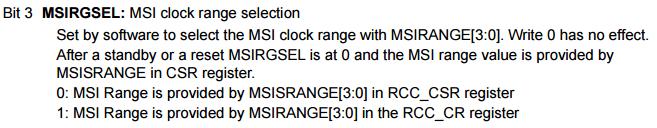 Bit 3 MSIRGSEL: MSI clock range selection
Set by software to select the MSI clock range with MSIRANGE[3:0]. Write 0 has no effect.
After a standby or a reset MSIRGSEL is at 0 and the MSI range value is provided by
MSISRANGE in CSR register.
0: MSI Range is provided by MSISRANGE[3:0] in RCC_CSR register
1: MSI Range is provided by MSIRANGE[3:0] in the RCC_CR register